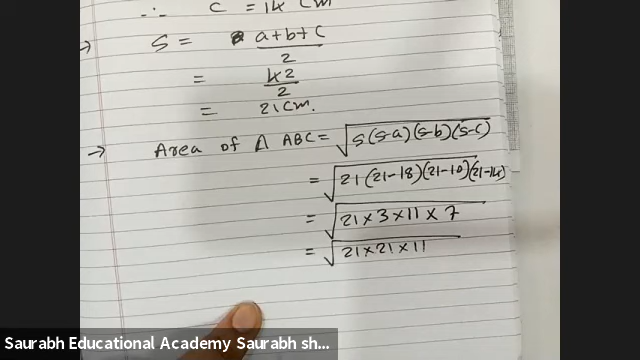 ∴ C = 14 cm
→ S = a+b+c / 2
= 42 / 2
= 21 cm.
→ Area of Δ ABC = √s(s-a)(s-b)(s-c)
= √21(21-18)(21-10)(21-14)
= √21×3×11×7
= √21×21×11
Saurabh Educational Academy Saurabh sh...